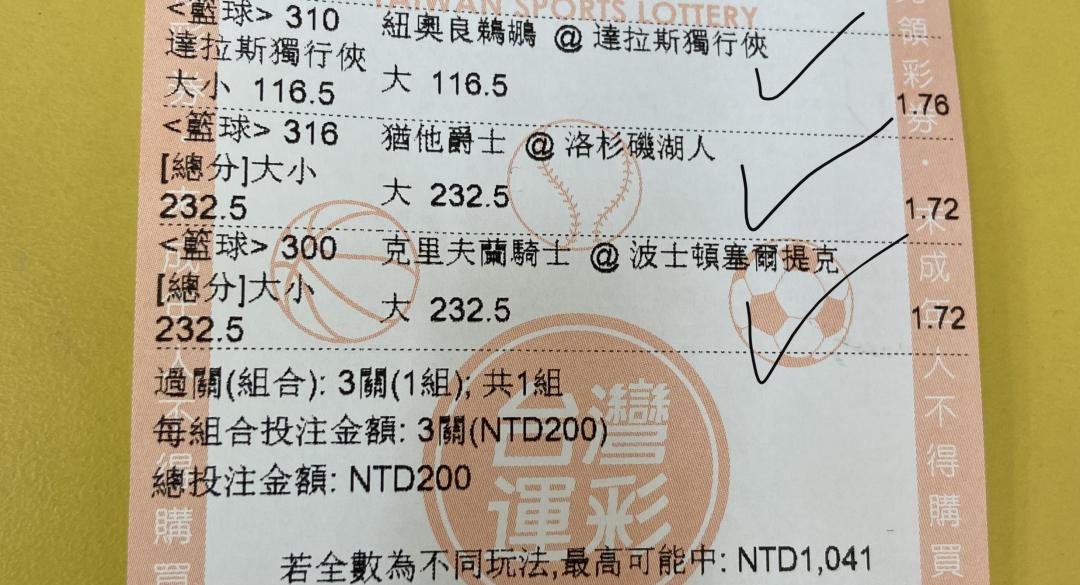 TAIWAN SPORTS LOTTERY
<籃球> 310 紐奧良鵜鶘 @ 達拉斯獨行俠
達拉斯獨行俠
大小 116.5 大 116.5 1.76
<籃球> 316 猶他爵士 @ 洛杉磯湖人
[總分]大小
232.5 大 232.5 1.72
<籃球> 300 克里夫蘭騎士 @ 波士頓塞爾提克
[總分]大小
232.5 大 232.5 1.72
過關(組合): 3關(1組); 共1組
每組合投注金額: 3關(NTD200)
總投注金額: NTD200
台灣
運彩
若全數為不同玩法,最高可能中: NTD1,041
領彩券・未成年人不得購買